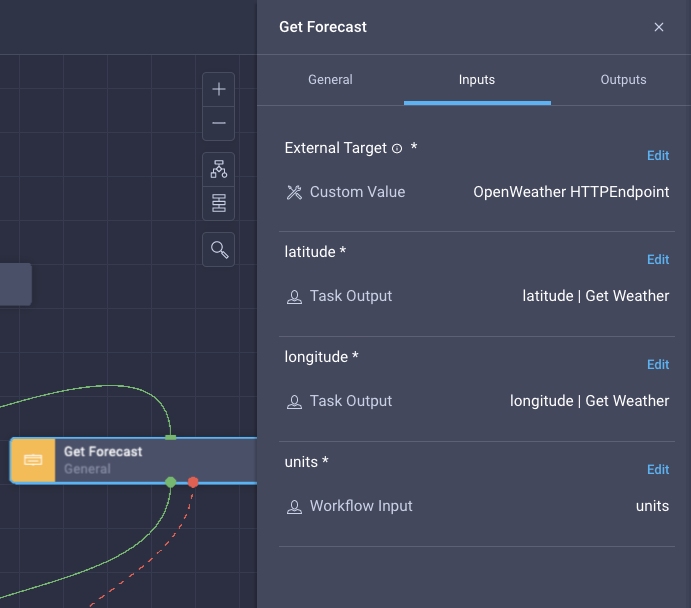 Get Forecast
General Inputs Outputs
External Target *
Edit
Custom Value OpenWeather HTTPEndpoint
latitude *
Edit
Task Output latitude | Get Weather
longitude *
Edit
Task Output longitude | Get Weather
units *
Edit
Workflow Input units
Get Forecast
General